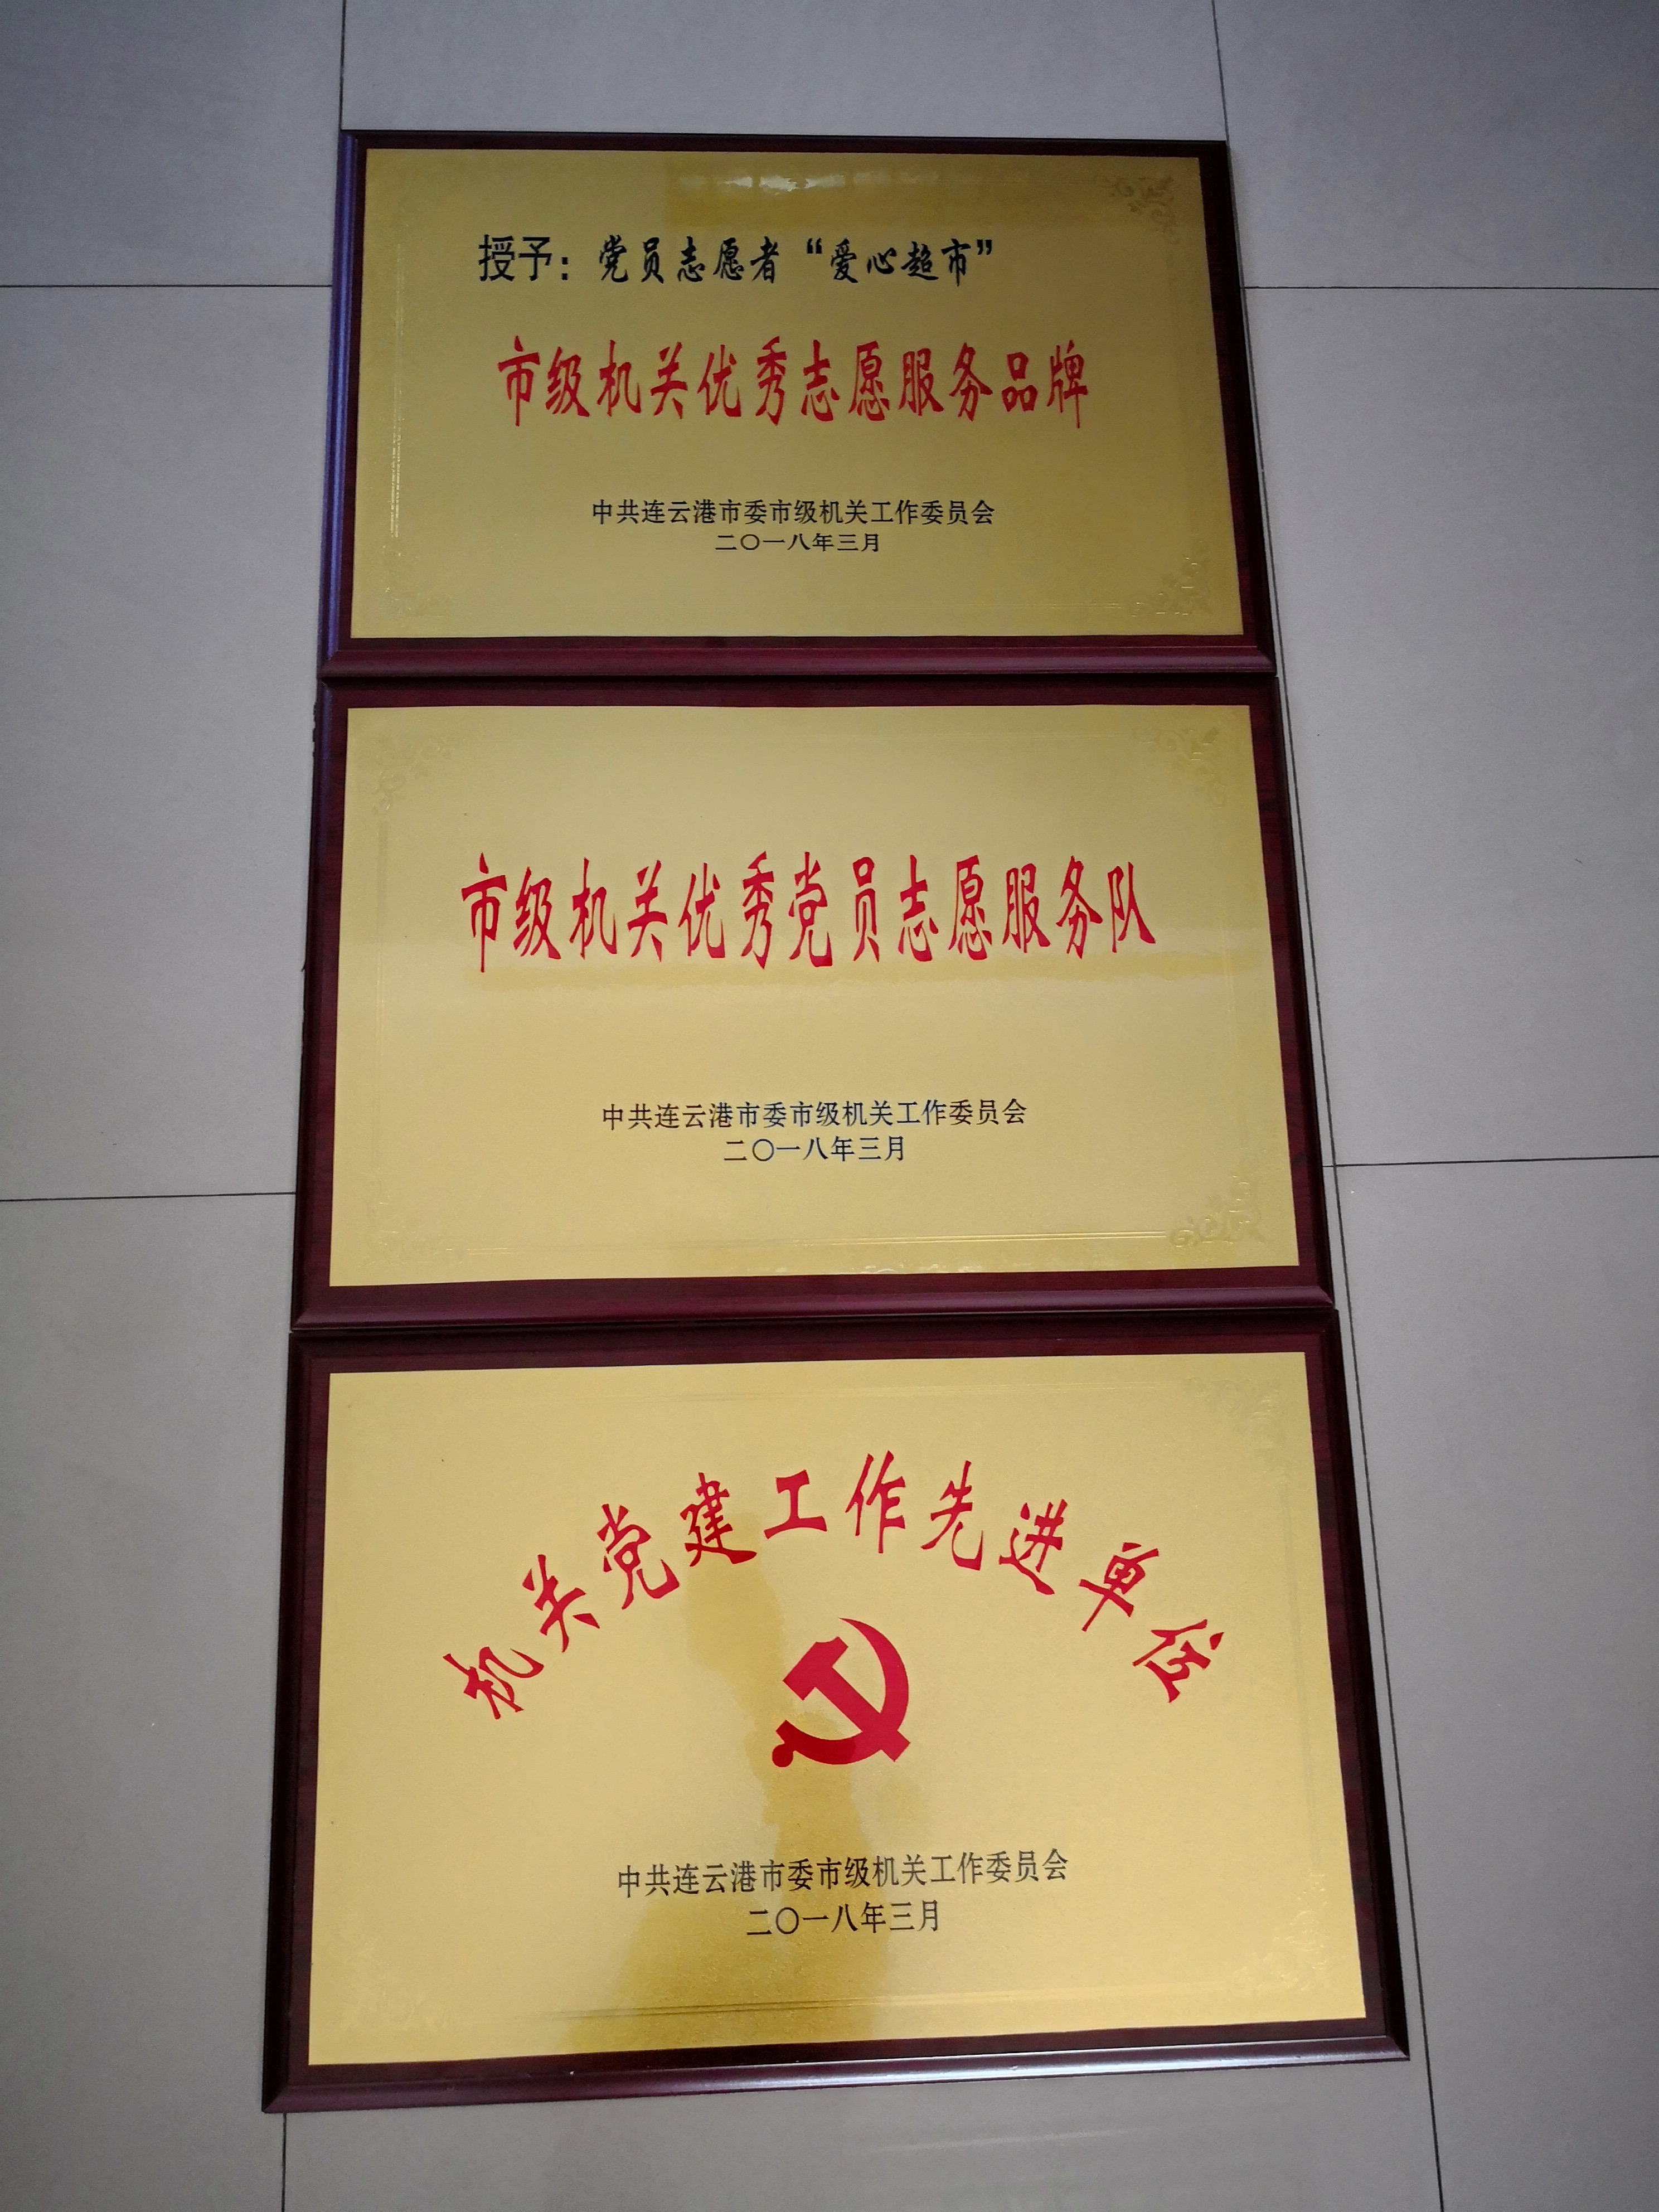 授予：党员志愿者“爱心超市”
市级机关优秀志愿服务品牌
中共连云港市委市级机关工作委员会
二〇一八年三月
市级机关优秀党员志愿服务队
中共连云港市委市级机关工作委员会
二〇一八年三月
机关党建工作先进单位
中共连云港市委市级机关工作委员会
二〇一八年三月